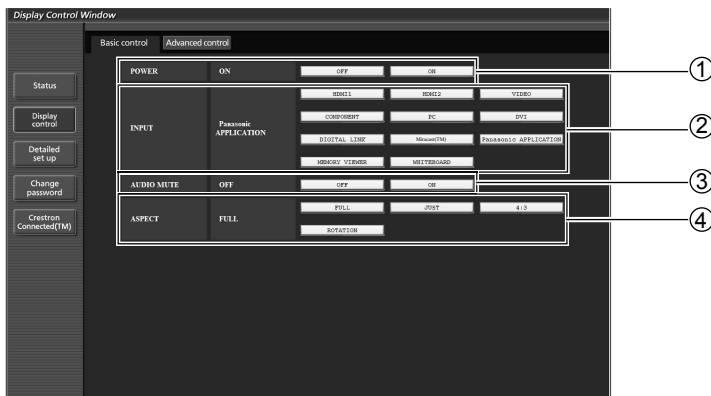 Display Control Window
Basic control Advanced control
Status
Display control
Detailed set up
Change password
Crestron Connected(TM)
POWER ON OFF ON
①
INPUT Panasonic APPLICATION
HDMI1 HDMI2 VIDEO
COMPONENT PC DVI
DIGITAL LINK Miracast(TM) Panasonic APPLICATION
MEMORY VIEWER WHITEBOARD
②
AUDIO MUTE OFF OFF ON
③
ASPECT FULL FULL JUST 4:3
ROTATION
④